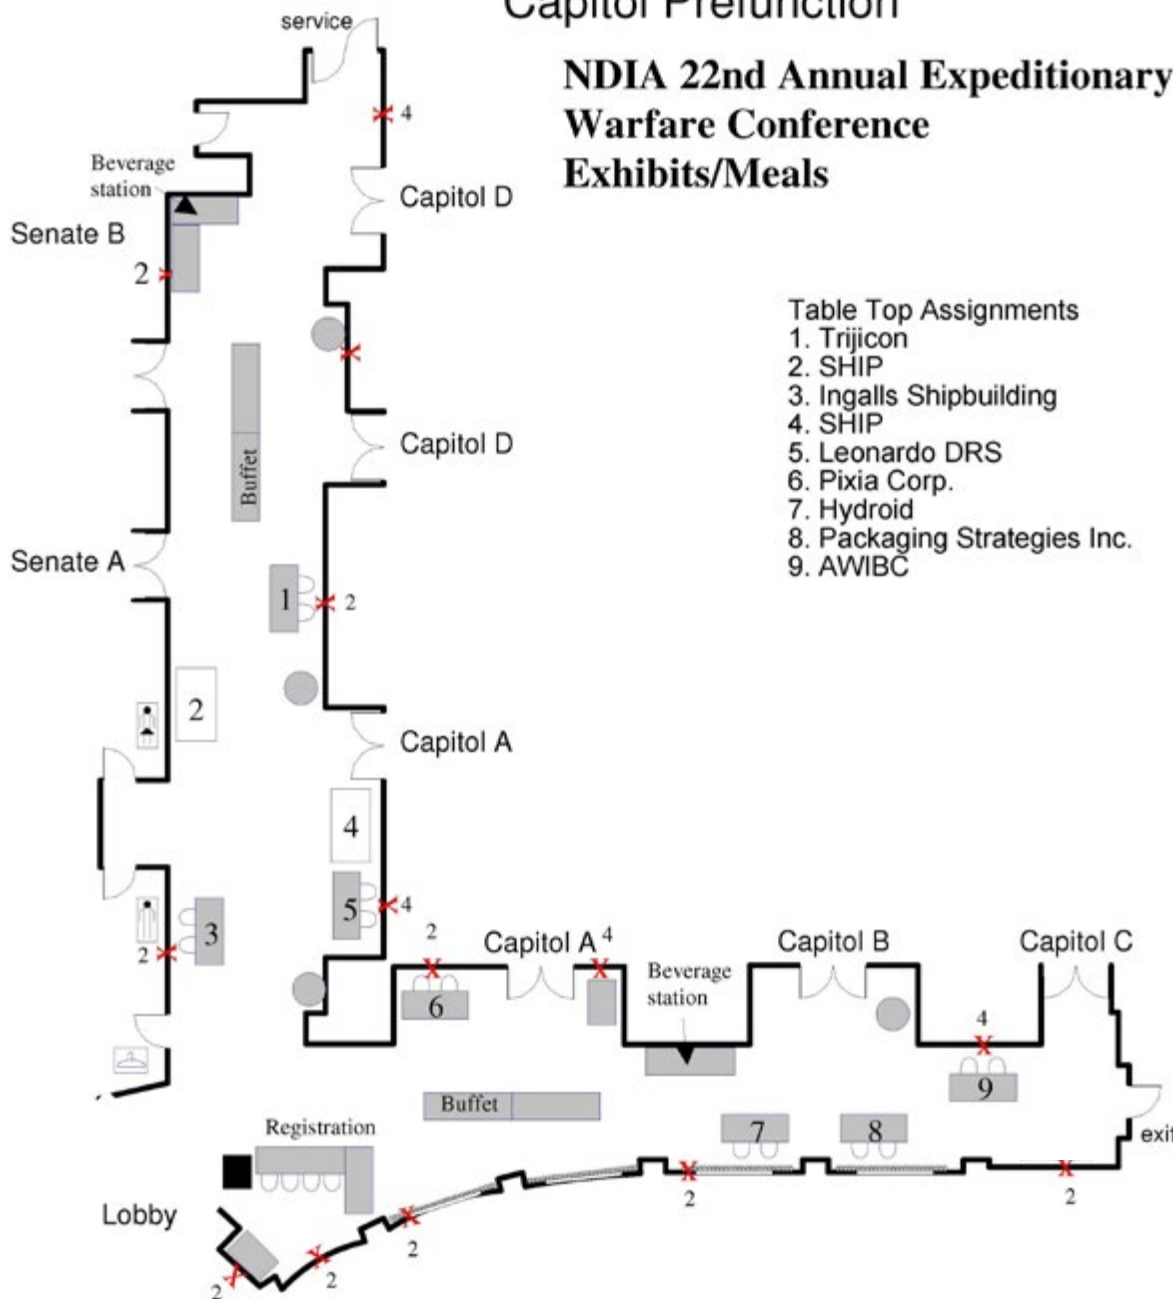 Capitol Prefunction
service
NDIA 22nd Annual Expeditionary
Warfare Conference
Exhibits/Meals
4
Beverage
station
Capitol D
Senate B
2
Table Top Assignments
1. Trijicon
2. SHIP
3. Ingalls Shipbuilding
4. SHIP
5. Leonardo DRS
6. Pixia Corp.
7. Hydroid
8. Packaging Strategies Inc.
9. AWIBC
Buffet
Capitol D
Senate A
1
2
2
Capitol A
4
5
4
3
2
2
Capitol A
4
Capitol B
Capitol C
Beverage
station
6
4
9
Buffet
7
8
exit
Registration
Lobby
2
2
2
2
2